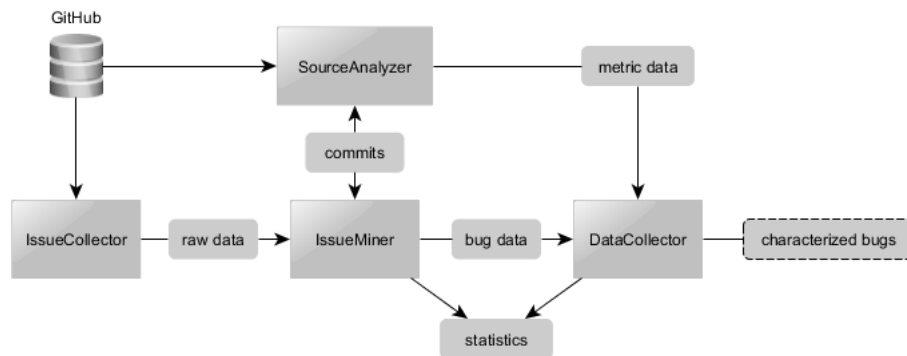 GitHub
SourceAnalyzer
metric data
commits
IssueCollector
raw data
IssueMiner
bug data
DataCollector
characterized bugs
statistics